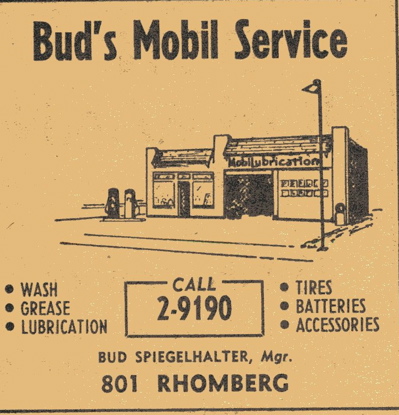 Bud's Mobil Service
Mobilubrication
• WASH
• GREASE
• LUBRICATION
CALL
2-9190
• TIRES
• BATTERIES
• ACCESSORIES
BUD SPIEGELHALTER, Mgr.
801 RHOMBERG